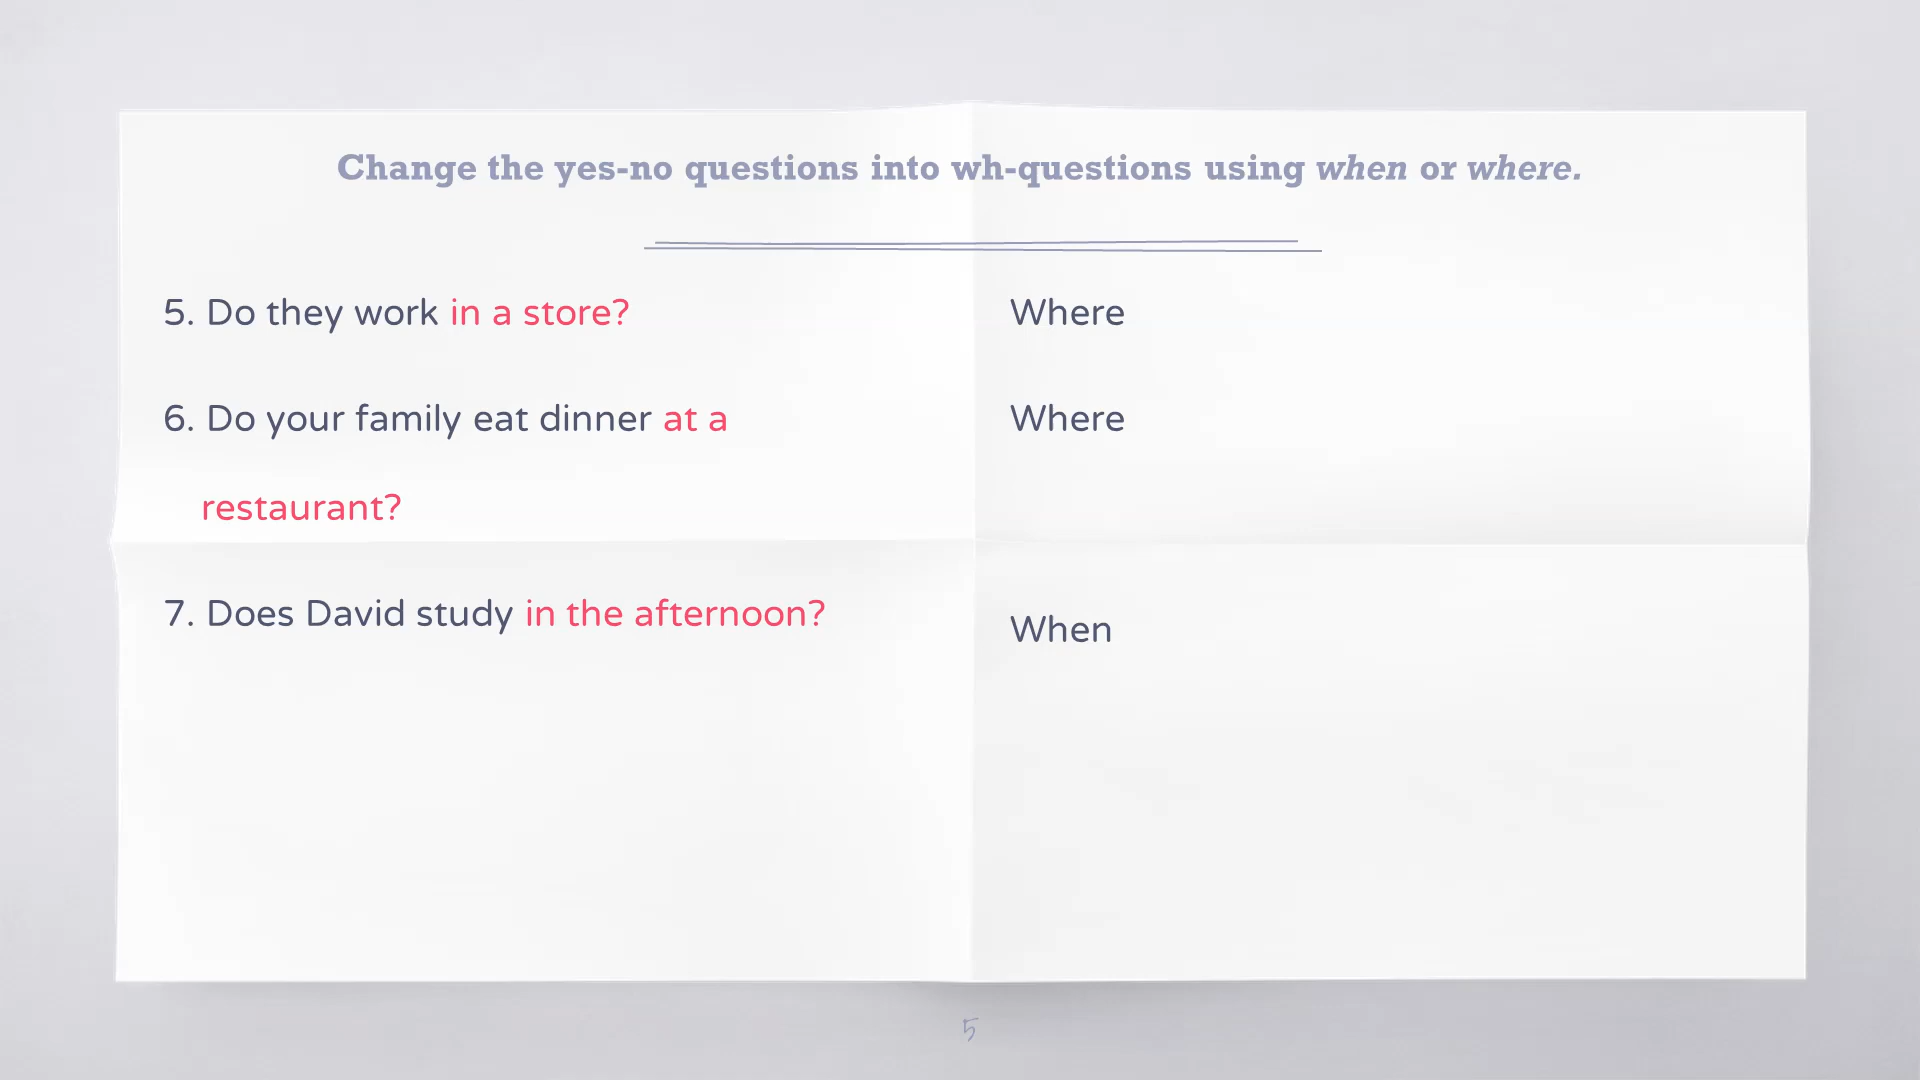 Change the yes-no questions into wh-questions using when or where.
5. Do they work in a store?
Where
6. Do your family eat dinner at a
restaurant?
Where
7. Does David study in the afternoon?
When
5